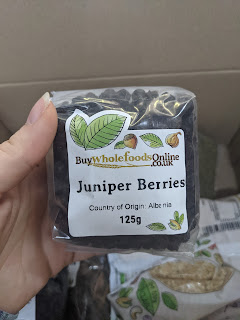 BuyWholefoodsOnline
.co.uk
Juniper Berries
Country of Origin: Albania
125g